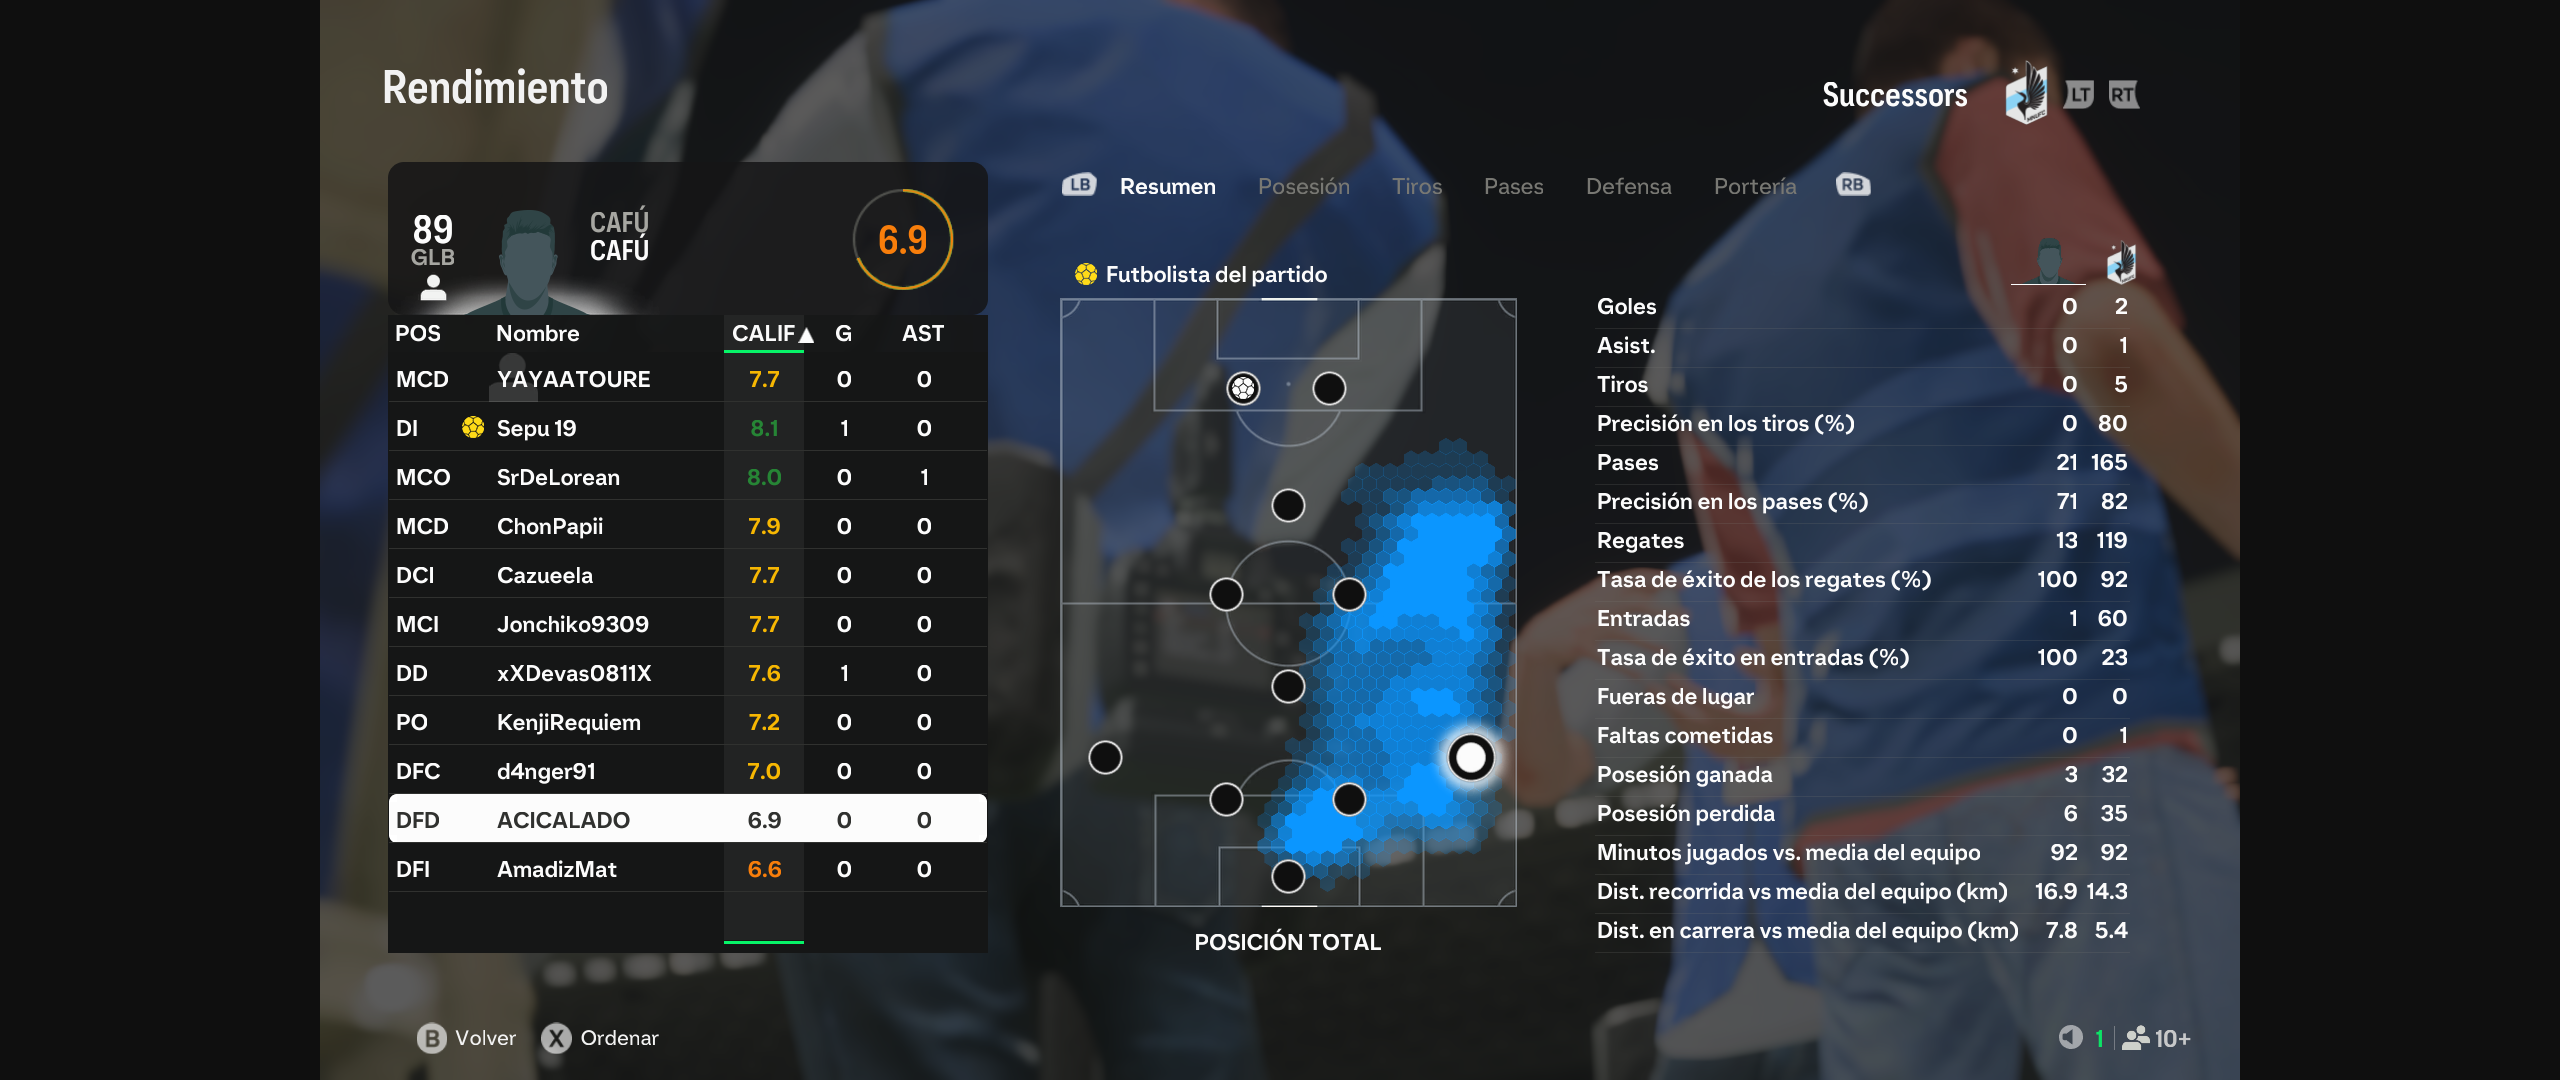 Rendimiento
Successors LT RT
89
GLB
CAFÚ
CAFÚ
6.9
POS Nombre CALIF G AST
MCD YAYAATOURE 7.7 0 0
DI Sepu 19 8.1 1 0
MCO SrDeLorean 8.0 0 1
MCD ChonPapii 7.9 0 0
DCI Cazueela 7.7 0 0
MCI Jonchiko9309 7.7 0 0
DD xXDevas0811X 7.6 1 0
PO KenjiRequiem 7.2 0 0
DFC d4nger91 7.0 0 0
DFD ACICALADO 6.9 0 0
DFI AmadizMat 6.6 0 0
LB Resumen Posesión Tiros Pases Defensa Portería RB
Futbolista del partido
POSICIÓN TOTAL
Goles 0 2
Asist. 0 1
Tiros 0 5
Precisión en los tiros (%) 0 80
Pases 21 165
Precisión en los pases (%) 71 82
Regates 13 119
Tasa de éxito de los regates (%) 100 92
Entradas 1 60
Tasa de éxito en entradas (%) 100 23
Fueras de lugar 0 0
Faltas cometidas 0 1
Posesión ganada 3 32
Posesión perdida 6 35
Minutos jugados vs. media del equipo 92 92
Dist. recorrida vs media del equipo (km) 16.9 14.3
Dist. en carrera vs media del equipo (km) 7.8 5.4
B Volver X Ordenar
1 10+